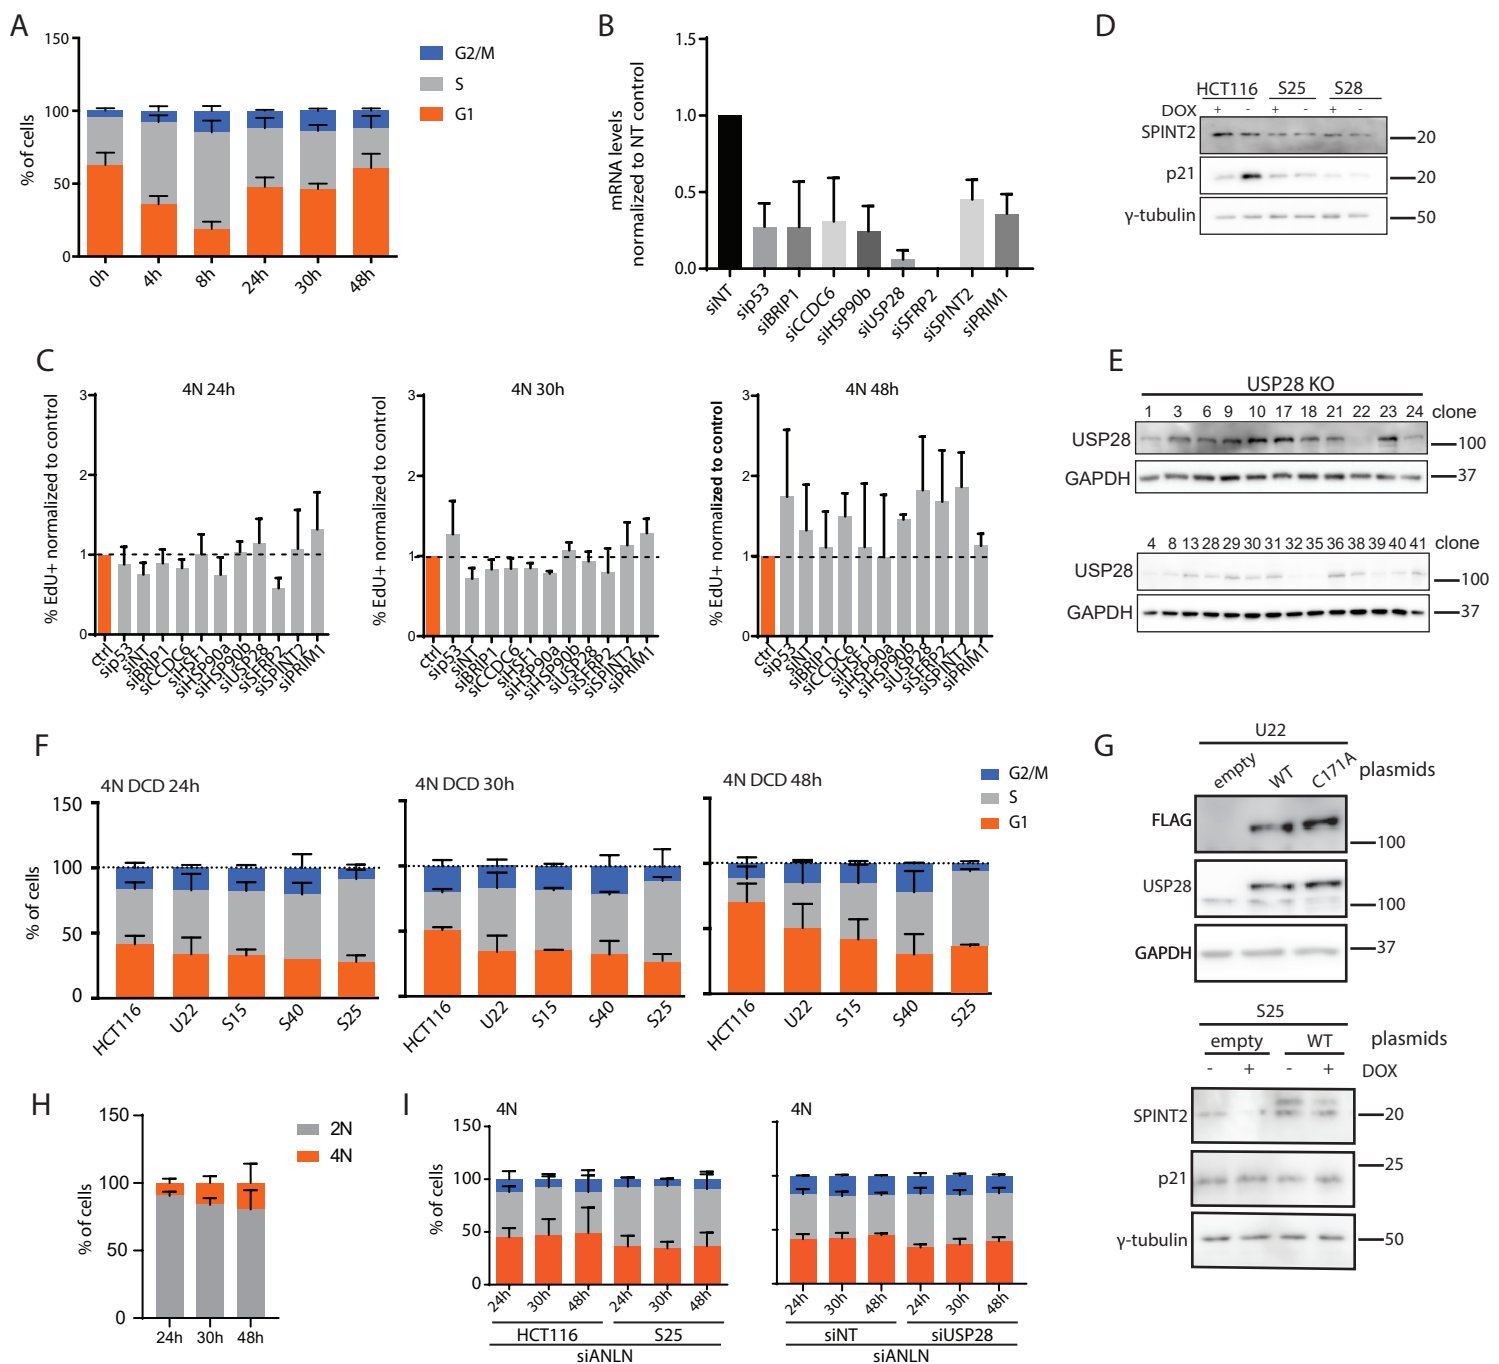 A
150
100
50
0
% of cells
0h
4h
8h
24h
30h
48h
G2/M
S
G1
B
1.5
1.0
0.5
0.0
mRNA levels
normalized to NT control
siNT
sip53
siBRIP1
siCCDC6
siHSP90b
siUSP28
siSFRP2
siSPINT2
siPRIM1
D
HCT116 S25 S28
DOX + - + - + -
SPINT2 20
p21 20
γ-tubulin 50
C
4N 24h
3
2
1
0
% EdU+ normalized to control
ctrl
sip53
siNT
siBRIP1
siCCDC6
siHSF1
siHSP90a
siHSP90b
siUSP28
siSFRP2
siSPINT2
siPRIM1
4N 30h
3
2
1
0
% EdU+ normalized to control
ctrl
sip53
siNT
siBRIP1
siCCDC6
siHSF1
siHSP90a
siHSP90b
siUSP28
siSFRP2
siSPINT2
siPRIM1
4N 48h
3
2
1
0
% EdU+ normalized to control
ctrl
sip53
siNT
siBRIP1
siCCDC6
siHSF1
siHSP90a
siHSP90b
siUSP28
siSFRP2
siSPINT2
siPRIM1
E
USP28 KO
1 3 6 9 10 17 18 21 22 23 24 clone
USP28 100
GAPDH 37
4 8 13 28 29 30 31 32 35 36 38 39 40 41 clone
USP28 100
GAPDH 37
F
4N DCD 24h
150
100
50
0
% of cells
HCT116
U22
S15
S40
S25
4N DCD 30h
HCT116
U22
S15
S40
S25
4N DCD 48h
HCT116
U22
S15
S40
S25
G2/M
S
G1
G
U22
empty WT C171A plasmids
FLAG 100
USP28 100
GAPDH 37
S25
empty WT plasmids
- + - + DOX
SPINT2 20
p21 25
γ-tubulin 50
H
150
100
50
0
% of cells
24h 30h 48h
2N
4N
I
4N
150
100
50
0
% of cells
24h 30h 48h 24h 30h 48h
HCT116 S25
siANLN
4N
24h 30h 48h 24h 30h 48h
siNT siUSP28
siANLN